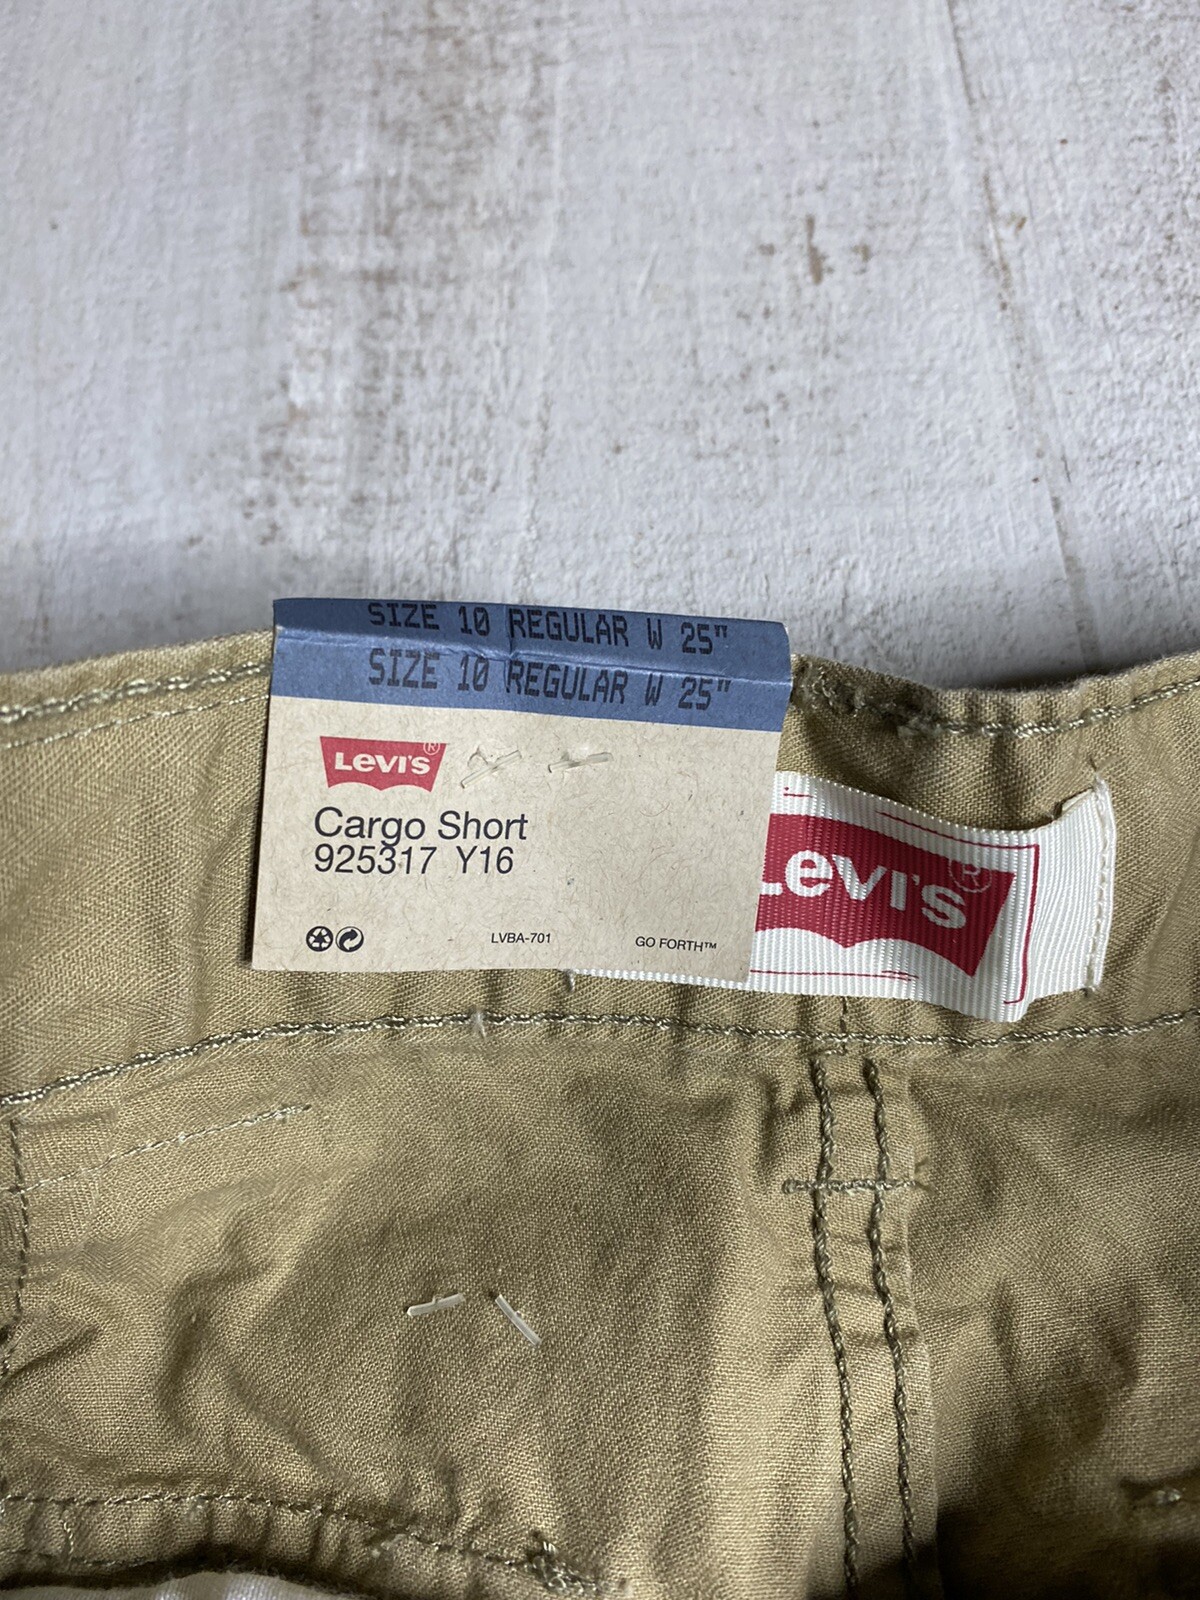 SIZE 10 REGULAR W 25"
SIZE 10 REGULAR W 25"
LEVI'S®
Cargo Short
925317 Y16
LVBA-701
GO FORTH™
LEVI'S®